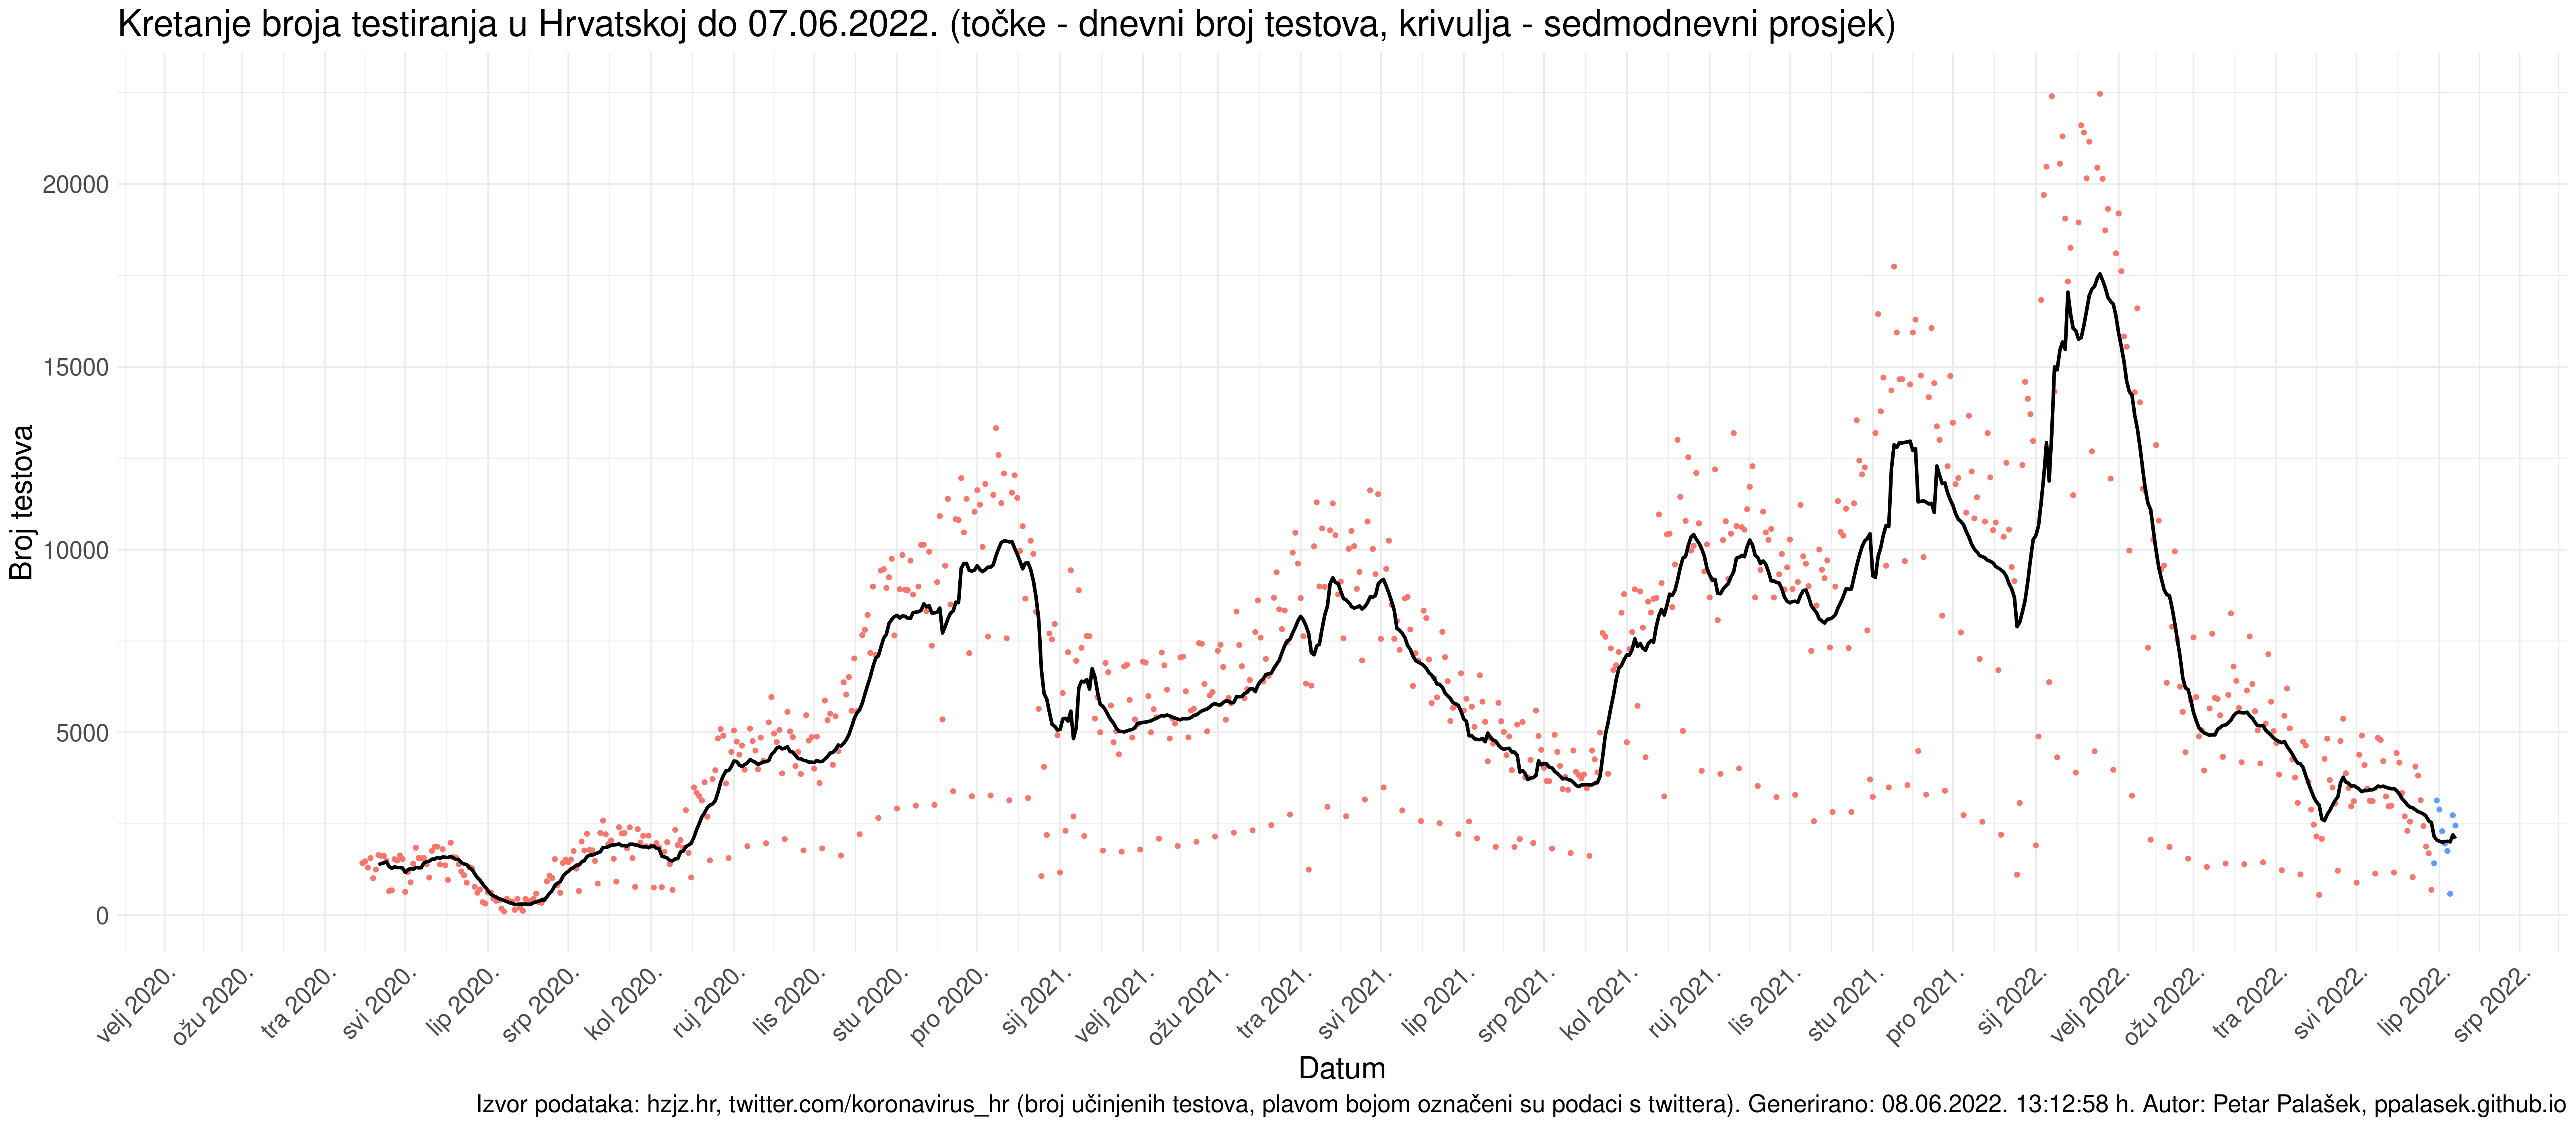 Kretanje broja testiranja u Hrvatskoj do 07.06.2022. (točke - dnevni broj testova, krivulja - sedmodnevni prosjek)
Broj testova
20000
15000
10000
5000
0
velj 2020.
ožu 2020.
tra 2020.
svi 2020.
lip 2020.
srp 2020.
kol 2020.
ruj 2020.
lis 2020.
stu 2020.
pro 2020.
sij 2021.
velj 2021.
ožu 2021.
tra 2021.
svi 2021.
lip 2021.
srp 2021.
kol 2021.
ruj 2021.
lis 2021.
stu 2021.
pro 2021.
sij 2022.
velj 2022.
ožu 2022.
tra 2022.
svi 2022.
lip 2022.
srp 2022.
Datum
Izvor podataka: hzjz.hr, twitter.com/koronavirus_hr (broj učinjenih testova, plavom bojom označeni su podaci s twittera). Generirano: 08.06.2022. 13:12:58 h. Autor: Petar Palašek, ppalasek.github.io